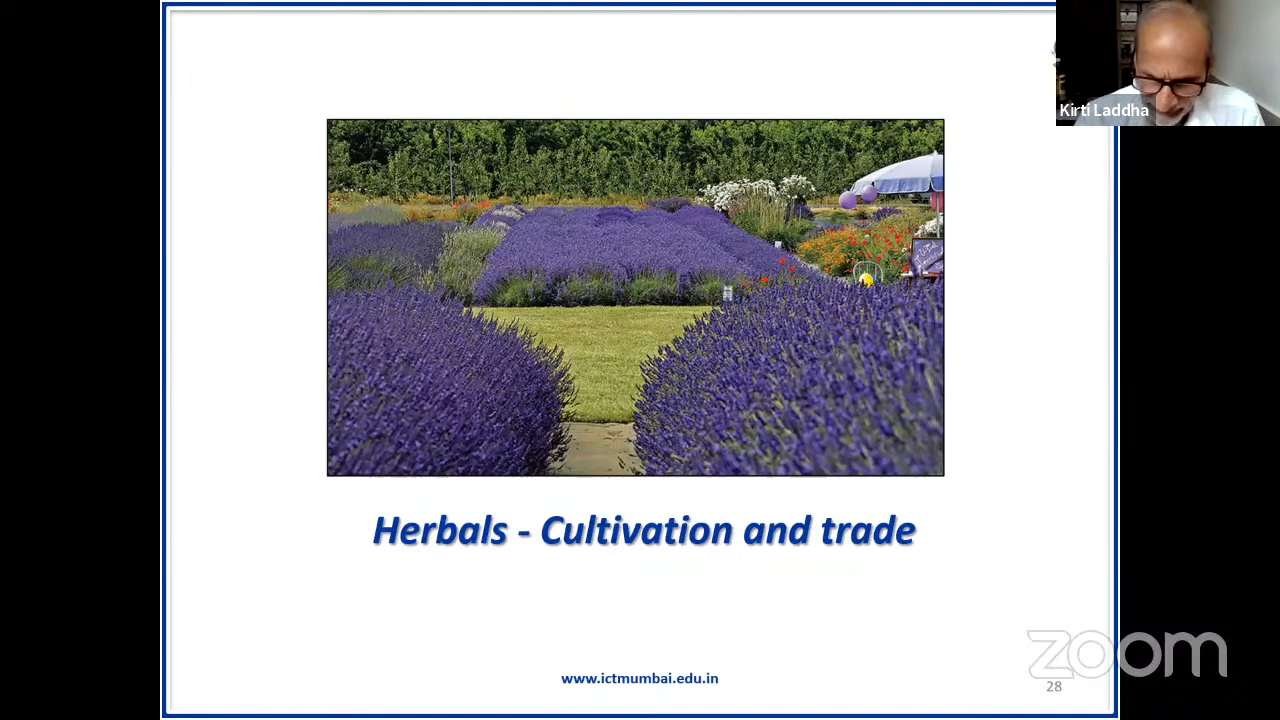 Kirti Laddha
Herbals - Cultivation and trade
www.ictmumbai.edu.in
zoom
28